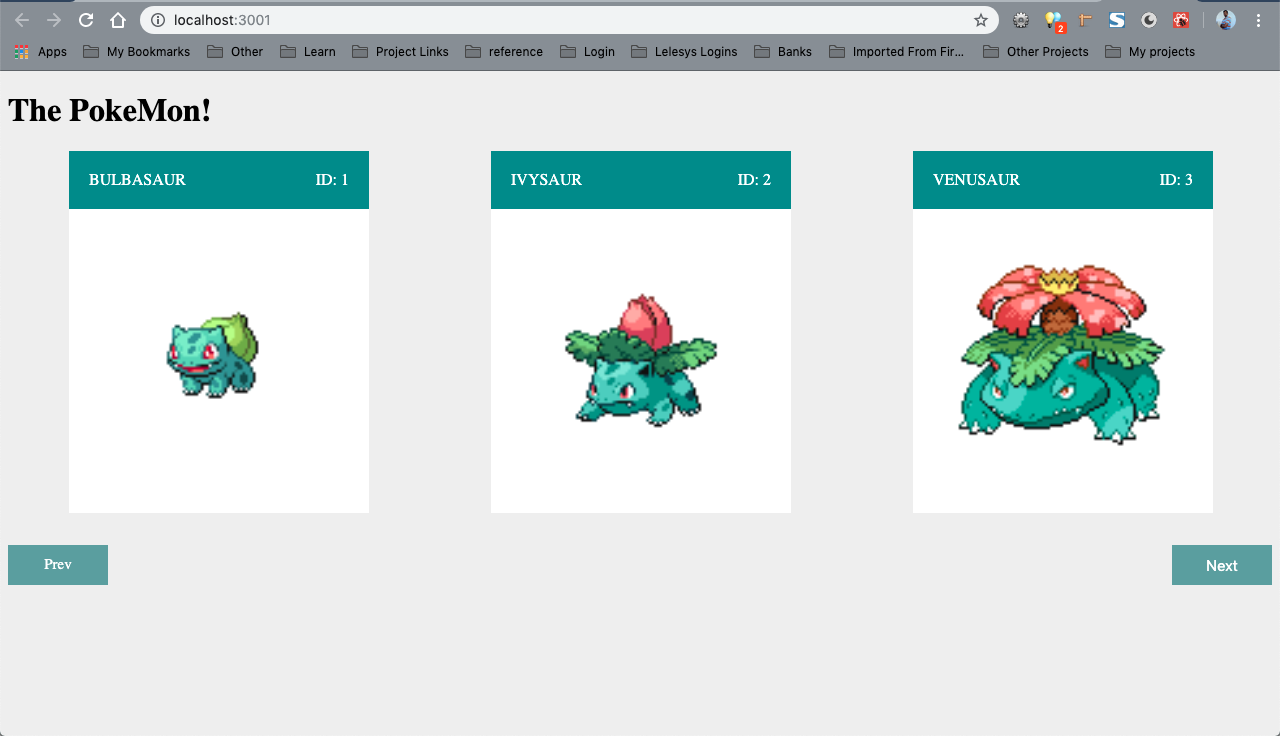 localhost:3001
2
Apps My Bookmarks Other Learn Project Links reference Login Lelesys Logins Banks Imported From Fir... Other Projects My projects
The PokeMon!
BULBASAUR ID: 1 IVYSAUR ID: 2 VENUSAUR ID: 3
Prev Next